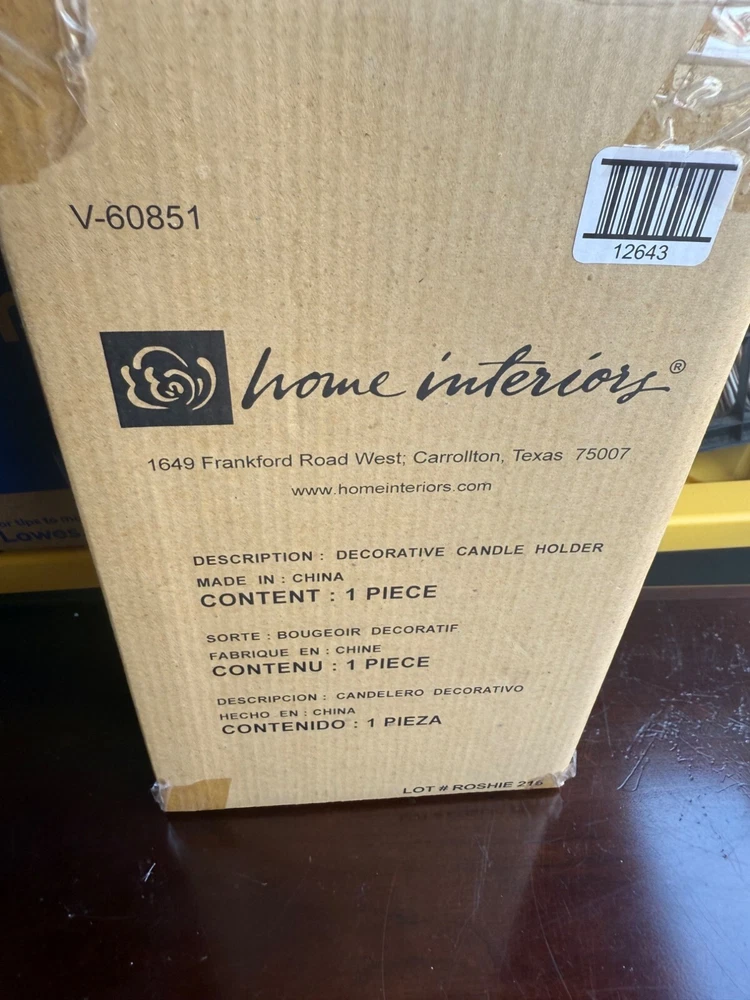 V-60851
12643
home interiors®
1649 Frankford Road West; Carrollton, Texas 75007
www.homeinteriors.com
DESCRIPTION : DECORATIVE CANDLE HOLDER
MADE IN : CHINA
CONTENT : 1 PIECE
SORTE : BOUGEOIR DECORATIF
FABRIQUE EN : CHINE
CONTENU : 1 PIECE
DESCRIPCION : CANDELERO DECORATIVO
HECHO EN : CHINA
CONTENIDO : 1 PIEZA
LOT # ROSHIE
Lowes